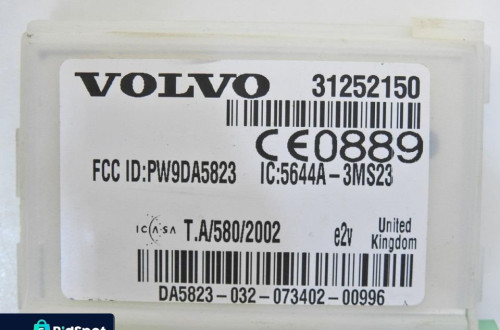 VOLVO 31252150
CE0889
FCC ID:PW9DA5823 IC:5644A-3MS23
ICASA T.A/580/2002 e2v United Kingdom
DA5823-032-073402-00996
BidSpot